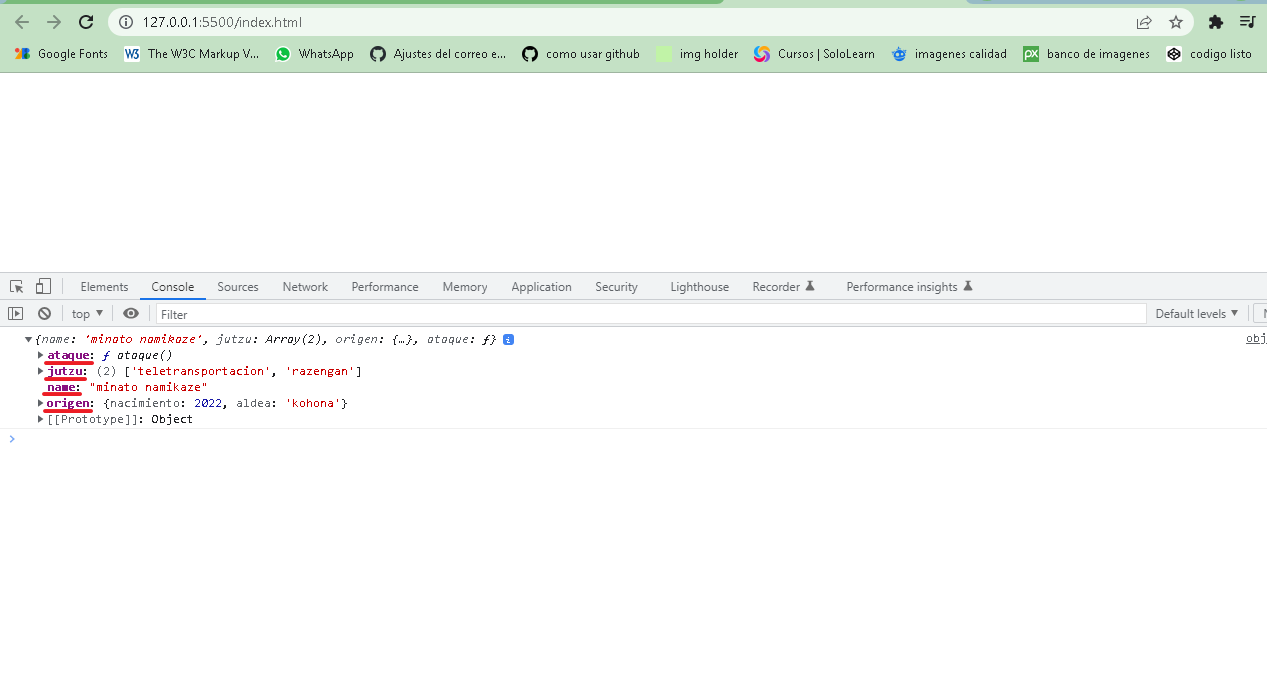 127.0.0.1:5500/index.html
Google Fonts The W3C Markup V... WhatsApp Ajustes del correo e... como usar github img holder Cursos | SoloLearn imagenes calidad banco de imagenes codigo listo
Elements Console Sources Network Performance Memory Application Security Lighthouse Recorder Performance insights
top Filter Default levels
{name: 'minato namikaze', jutzu: Array(2), origen: {…}, ataque: ƒ} obj
ataque: ƒ ataque()
jutzu: (2) ['teletransportacion', 'razengan']
name: "minato namikaze"
origen: {nacimiento: 2022, aldea: 'kohona'}
[[Prototype]]: Object